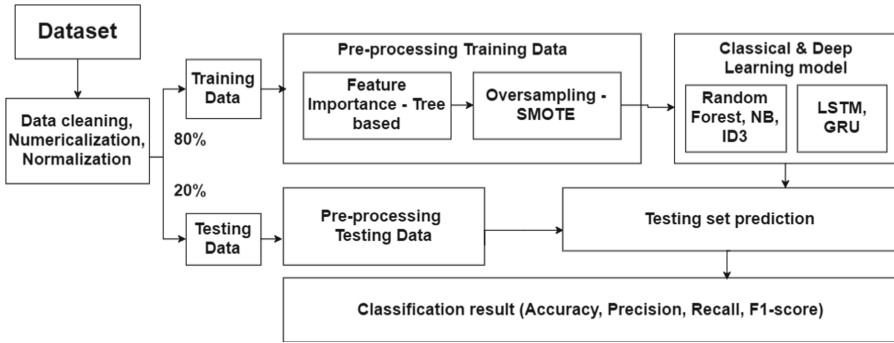 Dataset
Data cleaning,
Numericalization,
Normalization
80%
20%
Training
Data
Pre-processing Training Data
Feature
Importance - Tree
based
Oversampling -
SMOTE
Classical & Deep
Learning model
Random
Forest, NB,
ID3
LSTM,
GRU
Testing
Data
Pre-processing
Testing Data
Testing set prediction
Classification result (Accuracy, Precision, Recall, F1-score)